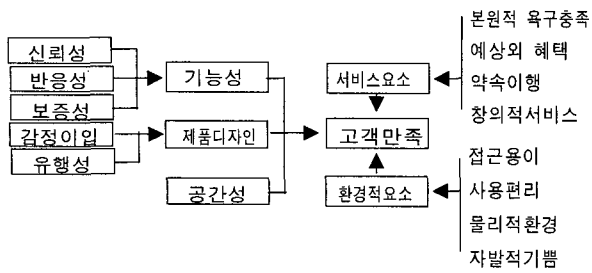 신뢰성
반응성
보증성
감정이입
유행성
기능성
제품디자인
공간성
서비스요소
고객만족
환경적요소
본원적 욕구충족
예상외 혜택
약속이행
창의적서비스
접근용이
사용편리
물리적환경
자발적기쁨